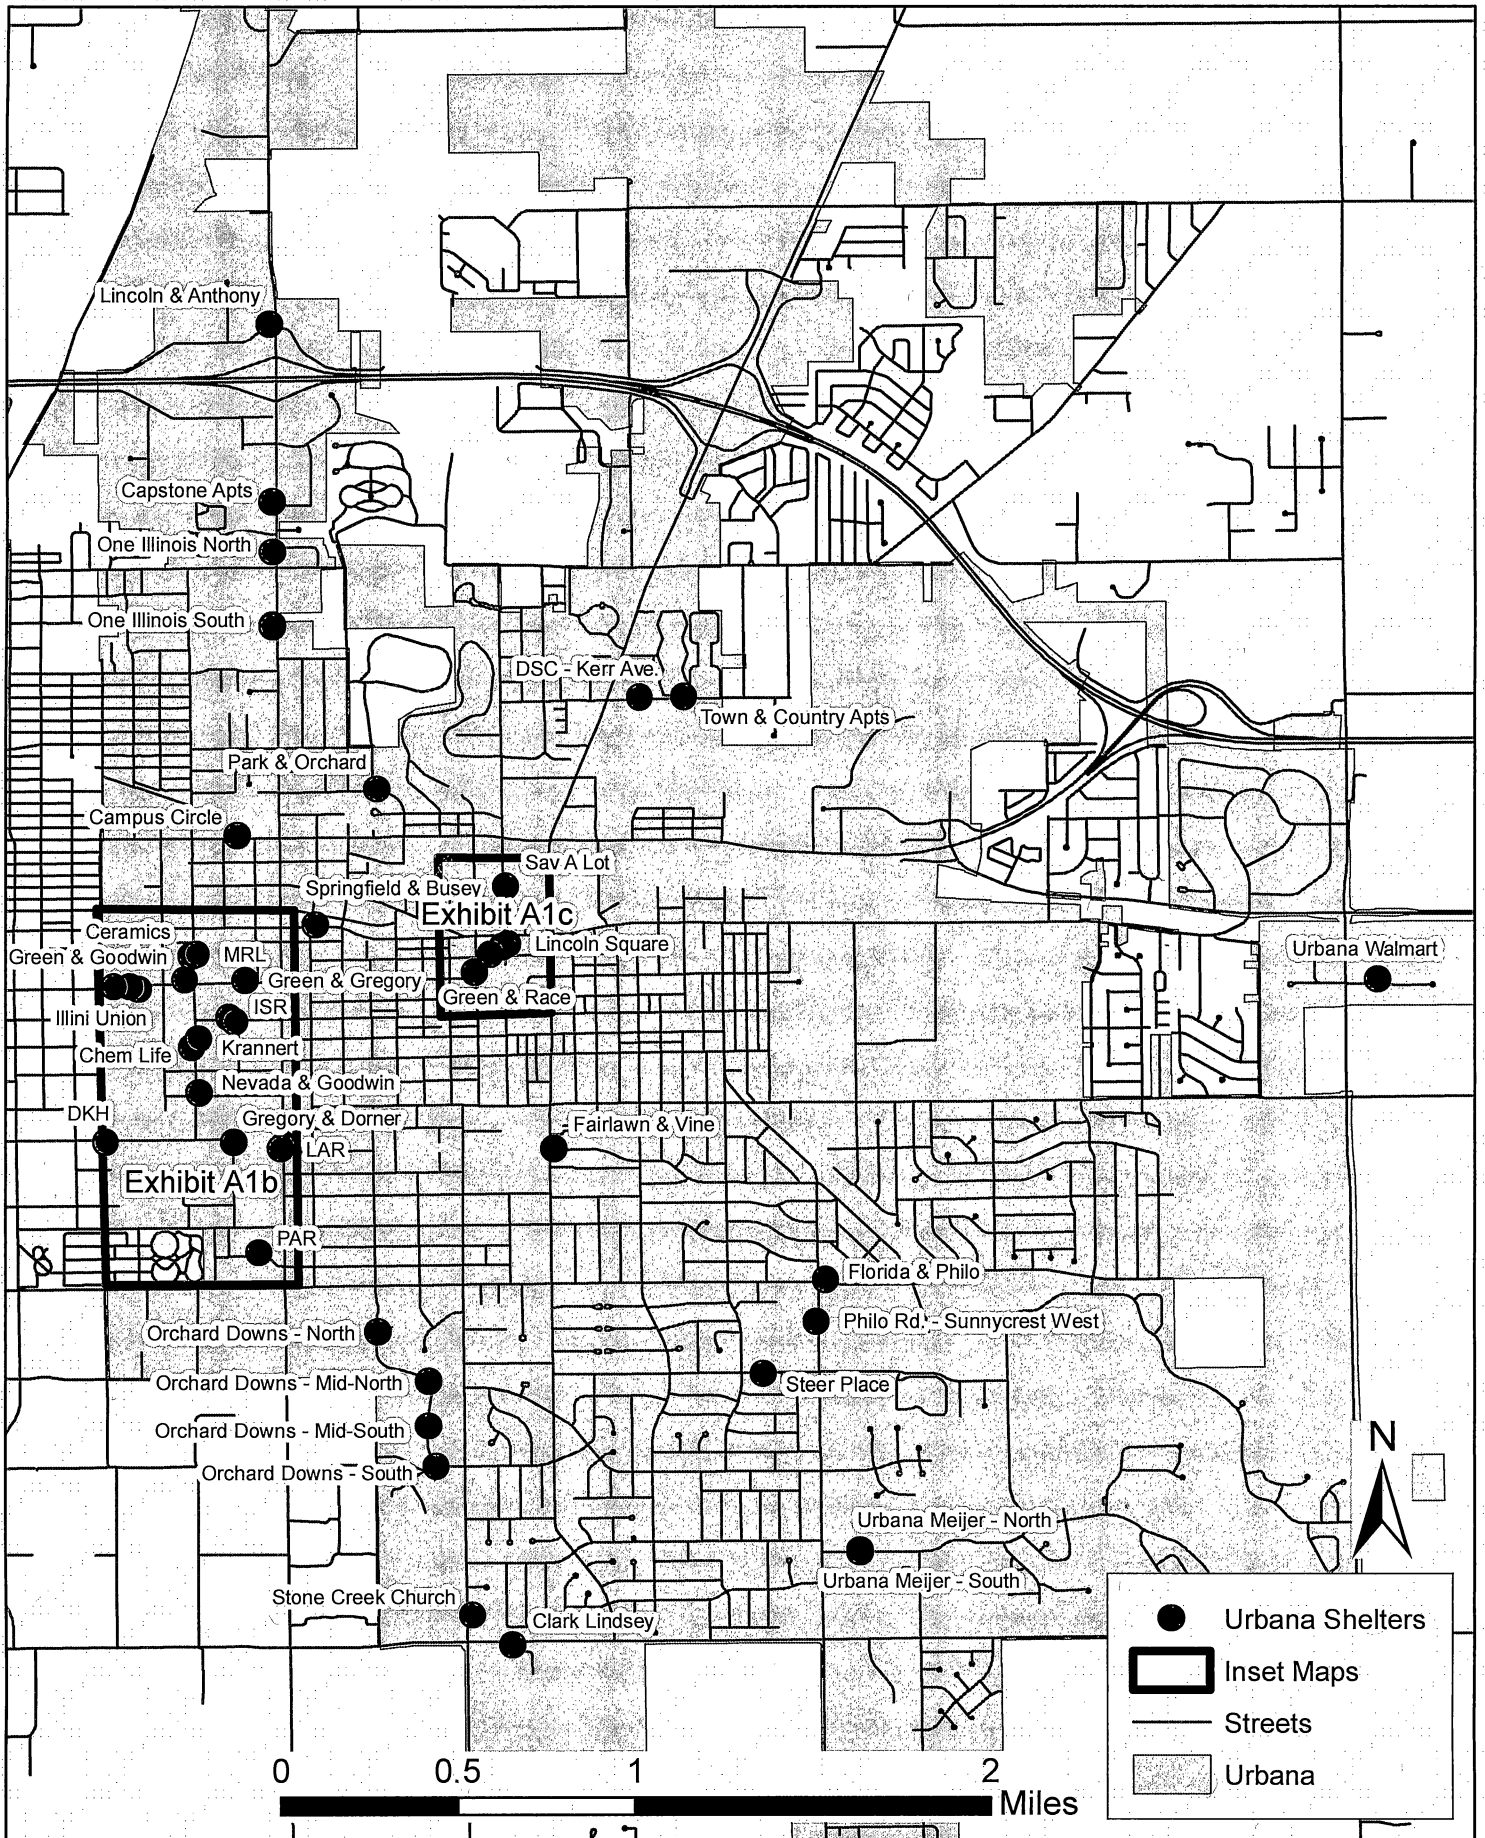 Lincoln & Anthony
Capstone Apts
One Illinois North
One Illinois South
DSC - Kerr Ave.
Town & Country Apts
Park & Orchard
Campus Circle
Sav A Lot
Springfield & Busey
Exhibit A1c
Ceramics
Lincoln Square
Green & Goodwin
MRL
Urbana Walmart
Green & Gregory
Green & Race
ISR
Illini Union
Krannert
Chem Life
Nevada & Goodwin
DKH
Gregory & Dorner
Fairlawn & Vine
LAR
Exhibit A1b
PAR
Florida & Philo
Philo Rd. - Sunnycrest West
Orchard Downs - North
Orchard Downs - Mid-North
Steer Place
Orchard Downs - Mid-South
N
Orchard Downs - South
Urbana Meijer - North
Urbana Meijer - South
Stone Creek Church
Clark Lindsey
Urbana Shelters
Inset Maps
Streets
Urbana
0 0.5 1 2
Miles